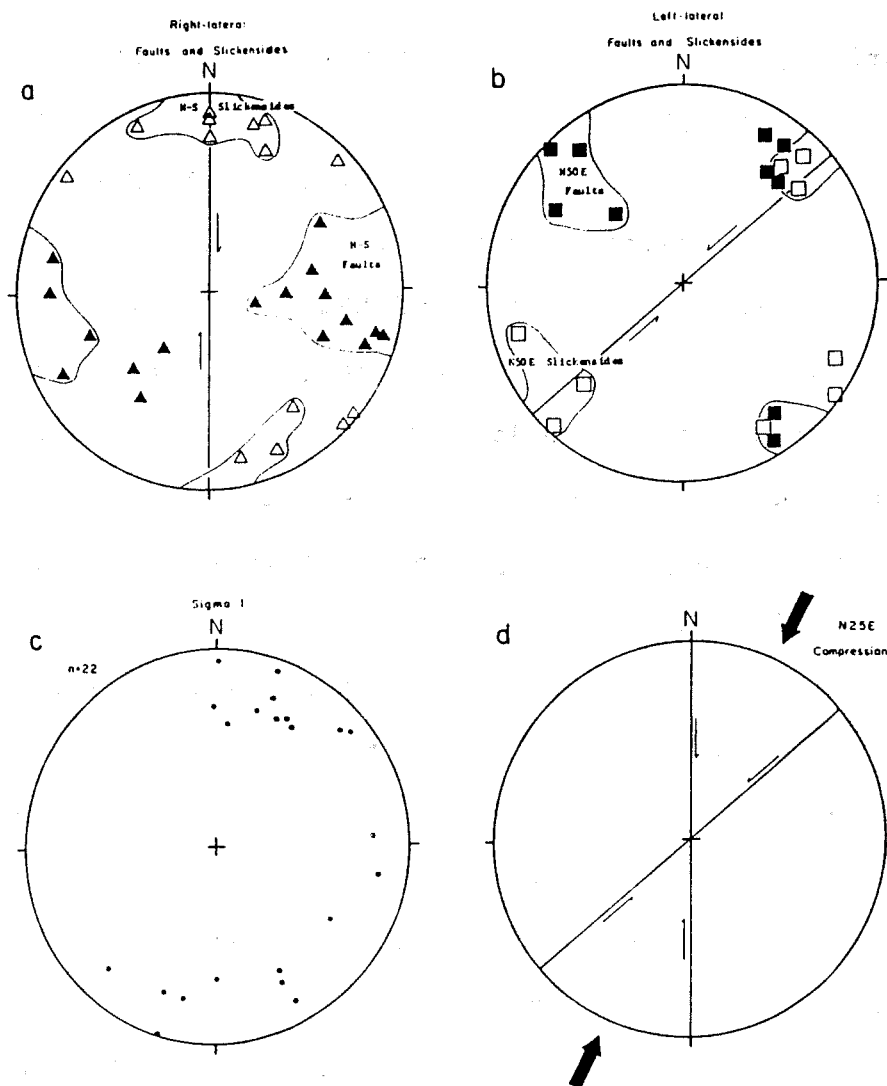 Right-lateral
Faults and Slickensides
N
a
N-S Slickensides
N-S
Faults
Left-lateral
Faults and Slickensides
N
b
N50E
Faults
N50E Slickensides
Sigma 1
N
c
n=22
N
d
N25E
Compression